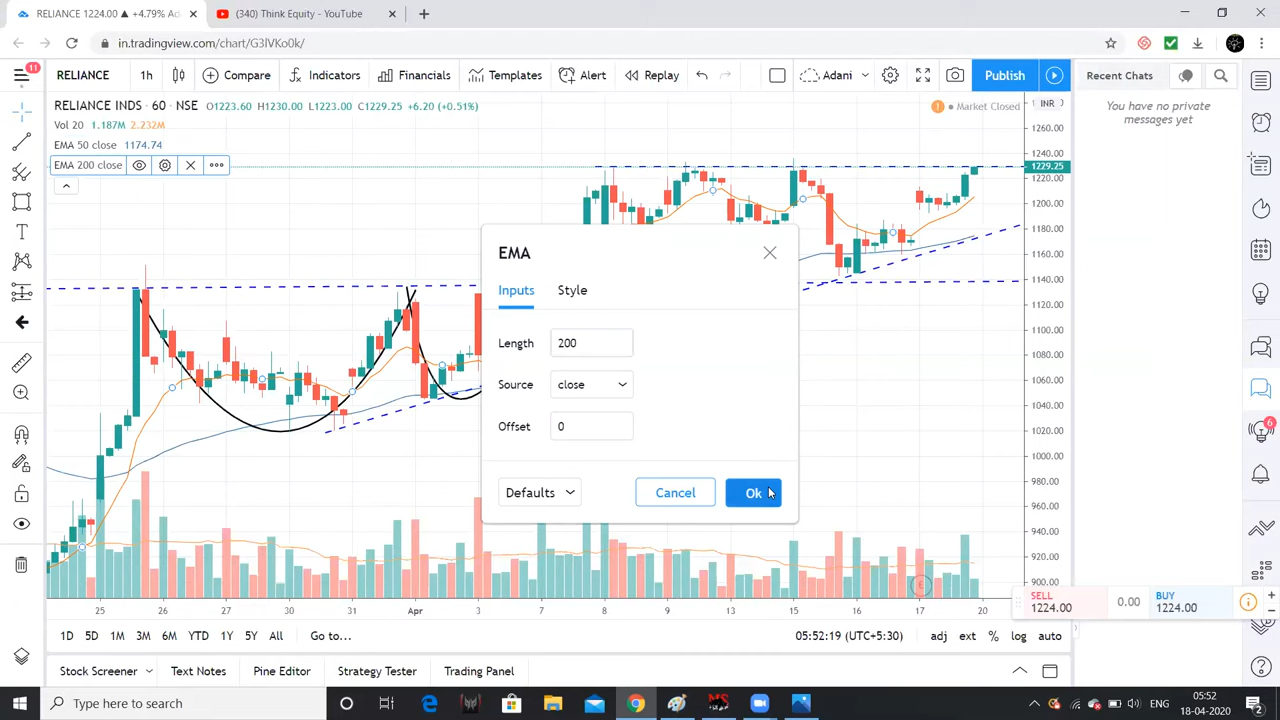 RELIANCE 1224.00 ▲ +4.79% Ad
(340) Think Equity - YouTube
in.tradingview.com/chart/G3lVKo0k/
11
RELIANCE
1h
Compare
Indicators
Financials
Templates
Alert
Replay
Adani
Publish
Recent Chats
RELIANCE INDS · 60 · NSE O1223.60 H1230.00 L1223.00 C1229.25 +6.20 (+0.51%)
Market Closed
INR
You have no private
messages yet
Vol 20 1.187M 2.232M
EMA 50 close 1174.74
EMA 200 close
1260.00
1240.00
1229.25
1220.00
1200.00
1180.00
1160.00
1140.00
1120.00
1100.00
1080.00
1060.00
1040.00
1020.00
1000.00
980.00
960.00
940.00
920.00
900.00
EMA
Inputs
Style
Length
200
Source
close
Offset
0
Defaults
Cancel
Ok
6
E
25 26 27 30 31 Apr 3 7 8 9 13 15 16 17 20
SELL
1224.00
0.00
BUY
1224.00
1D 5D 1M 3M 6M YTD 1Y 5Y All Go to...
05:52:19 (UTC+5:30)
adj ext % log auto
Stock Screener
Text Notes
Pine Editor
Strategy Tester
Trading Panel
Type here to search
ENG
05:52
18-04-2020